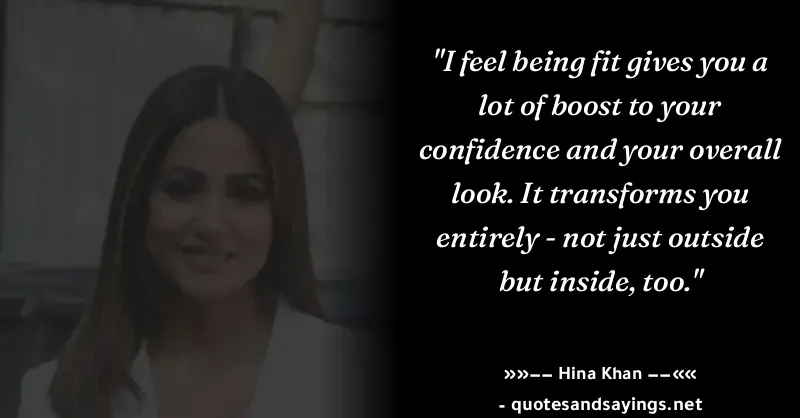 "I feel being fit gives you a
lot of boost to your
confidence and your overall
look. It transforms you
entirely - not just outside
but inside, too."
»»–– Hina Khan ––««
- quotesandsayings.net